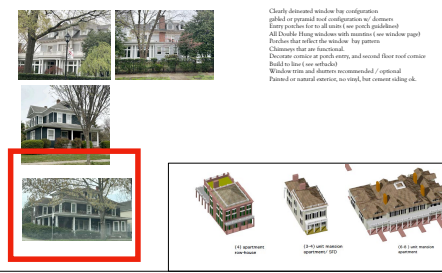 Clearly delineated window bay configuration
gabled or pyramid roof configuration w/ dormers
Entry porches for to all units ( see porch guidelines)
All Double Hung windows with muntins ( see window page)
Porches that reflect the window bay pattern
Chimneys that are functional.
Decorate cornice at porch entry, and second floor roof cornice
Build to line ( see setbacks)
Window trim and shutters recommended / optional
Painted or natural exterior, no vinyl, but cement siding ok.
(4) apartment
row-house
(3-4) unit mansion
apartment/ SFD
(6-8 ) unit mansion
apartment